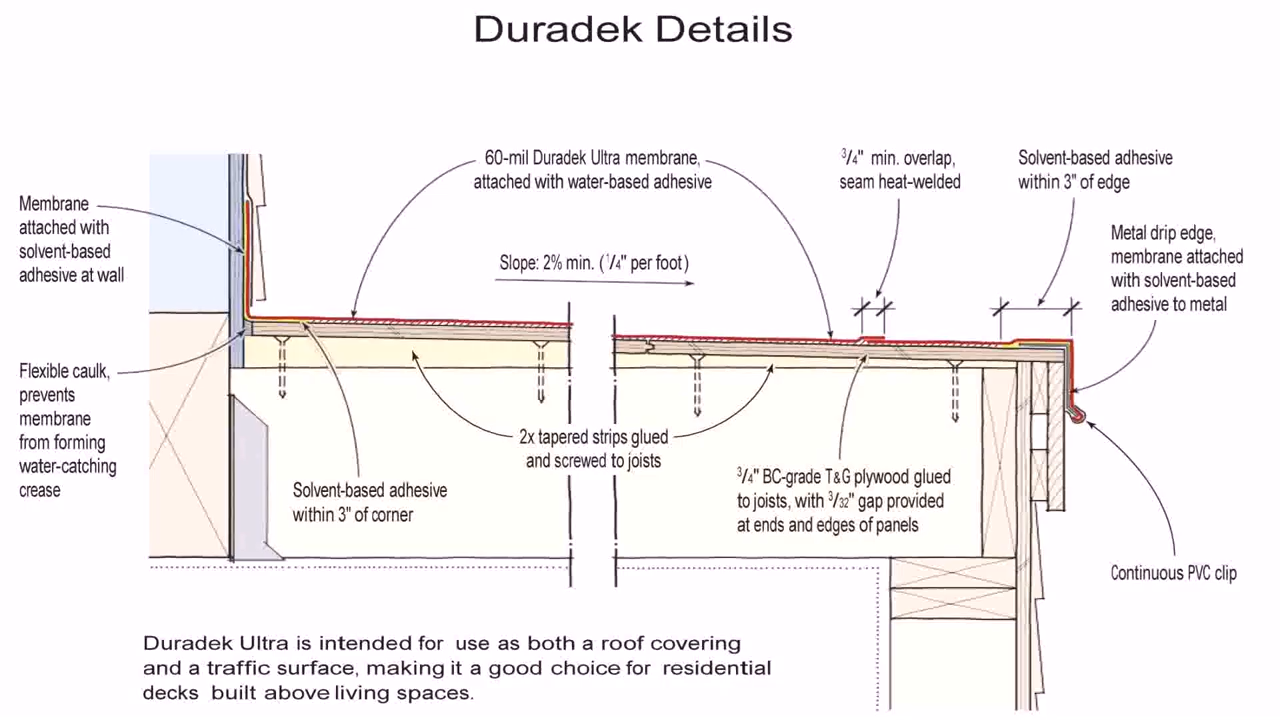 Duradek Details
60-mil Duradek Ultra membrane,
attached with water-based adhesive
3/4" min. overlap,
seam heat-welded
Solvent-based adhesive
within 3" of edge
Membrane
attached with
solvent-based
adhesive at wall
Metal drip edge,
membrane attached
with solvent-based
adhesive to metal
Slope: 2% min. (1/4" per foot)
Flexible caulk,
prevents
membrane
from forming
water-catching
crease
2x tapered strips glued
and screwed to joists
Solvent-based adhesive
within 3" of corner
3/4" BC-grade T&G plywood glued
to joists, with 3/32" gap provided
at ends and edges of panels
Continuous PVC clip
Duradek Ultra is intended for use as both a roof covering
and a traffic surface, making it a good choice for residential
decks built above living spaces.